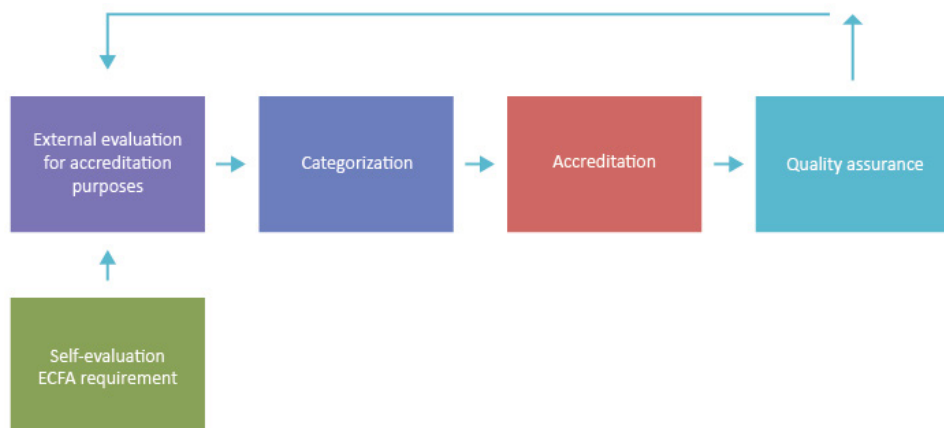 External evaluation
for accreditation
purposes
Categorization
Accreditation
Quality assurance
Self-evaluation
ECFA requirement